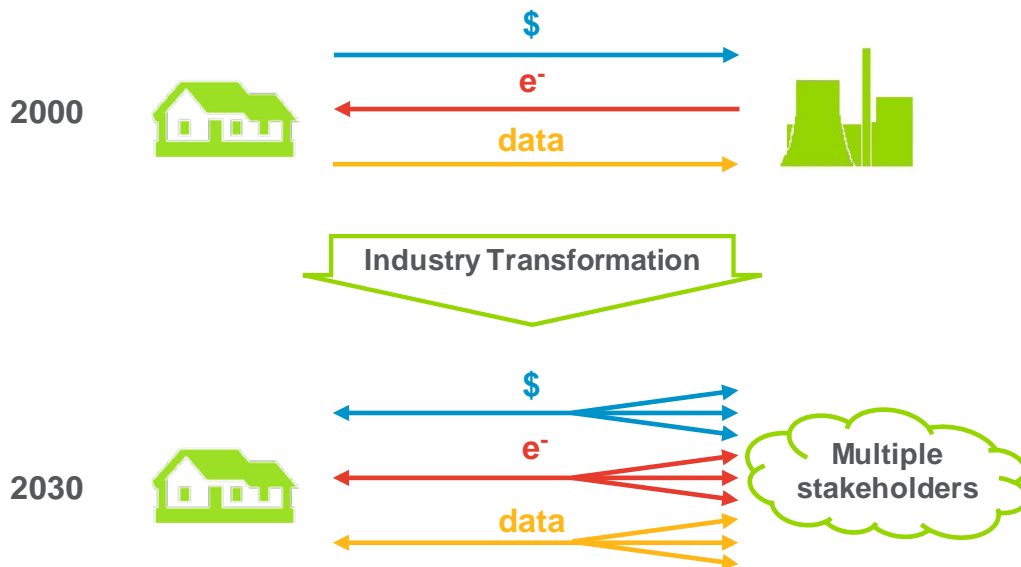 $
e-
2000
data
Industry Transformation
$
e-
Multiple
stakeholders
2030
data